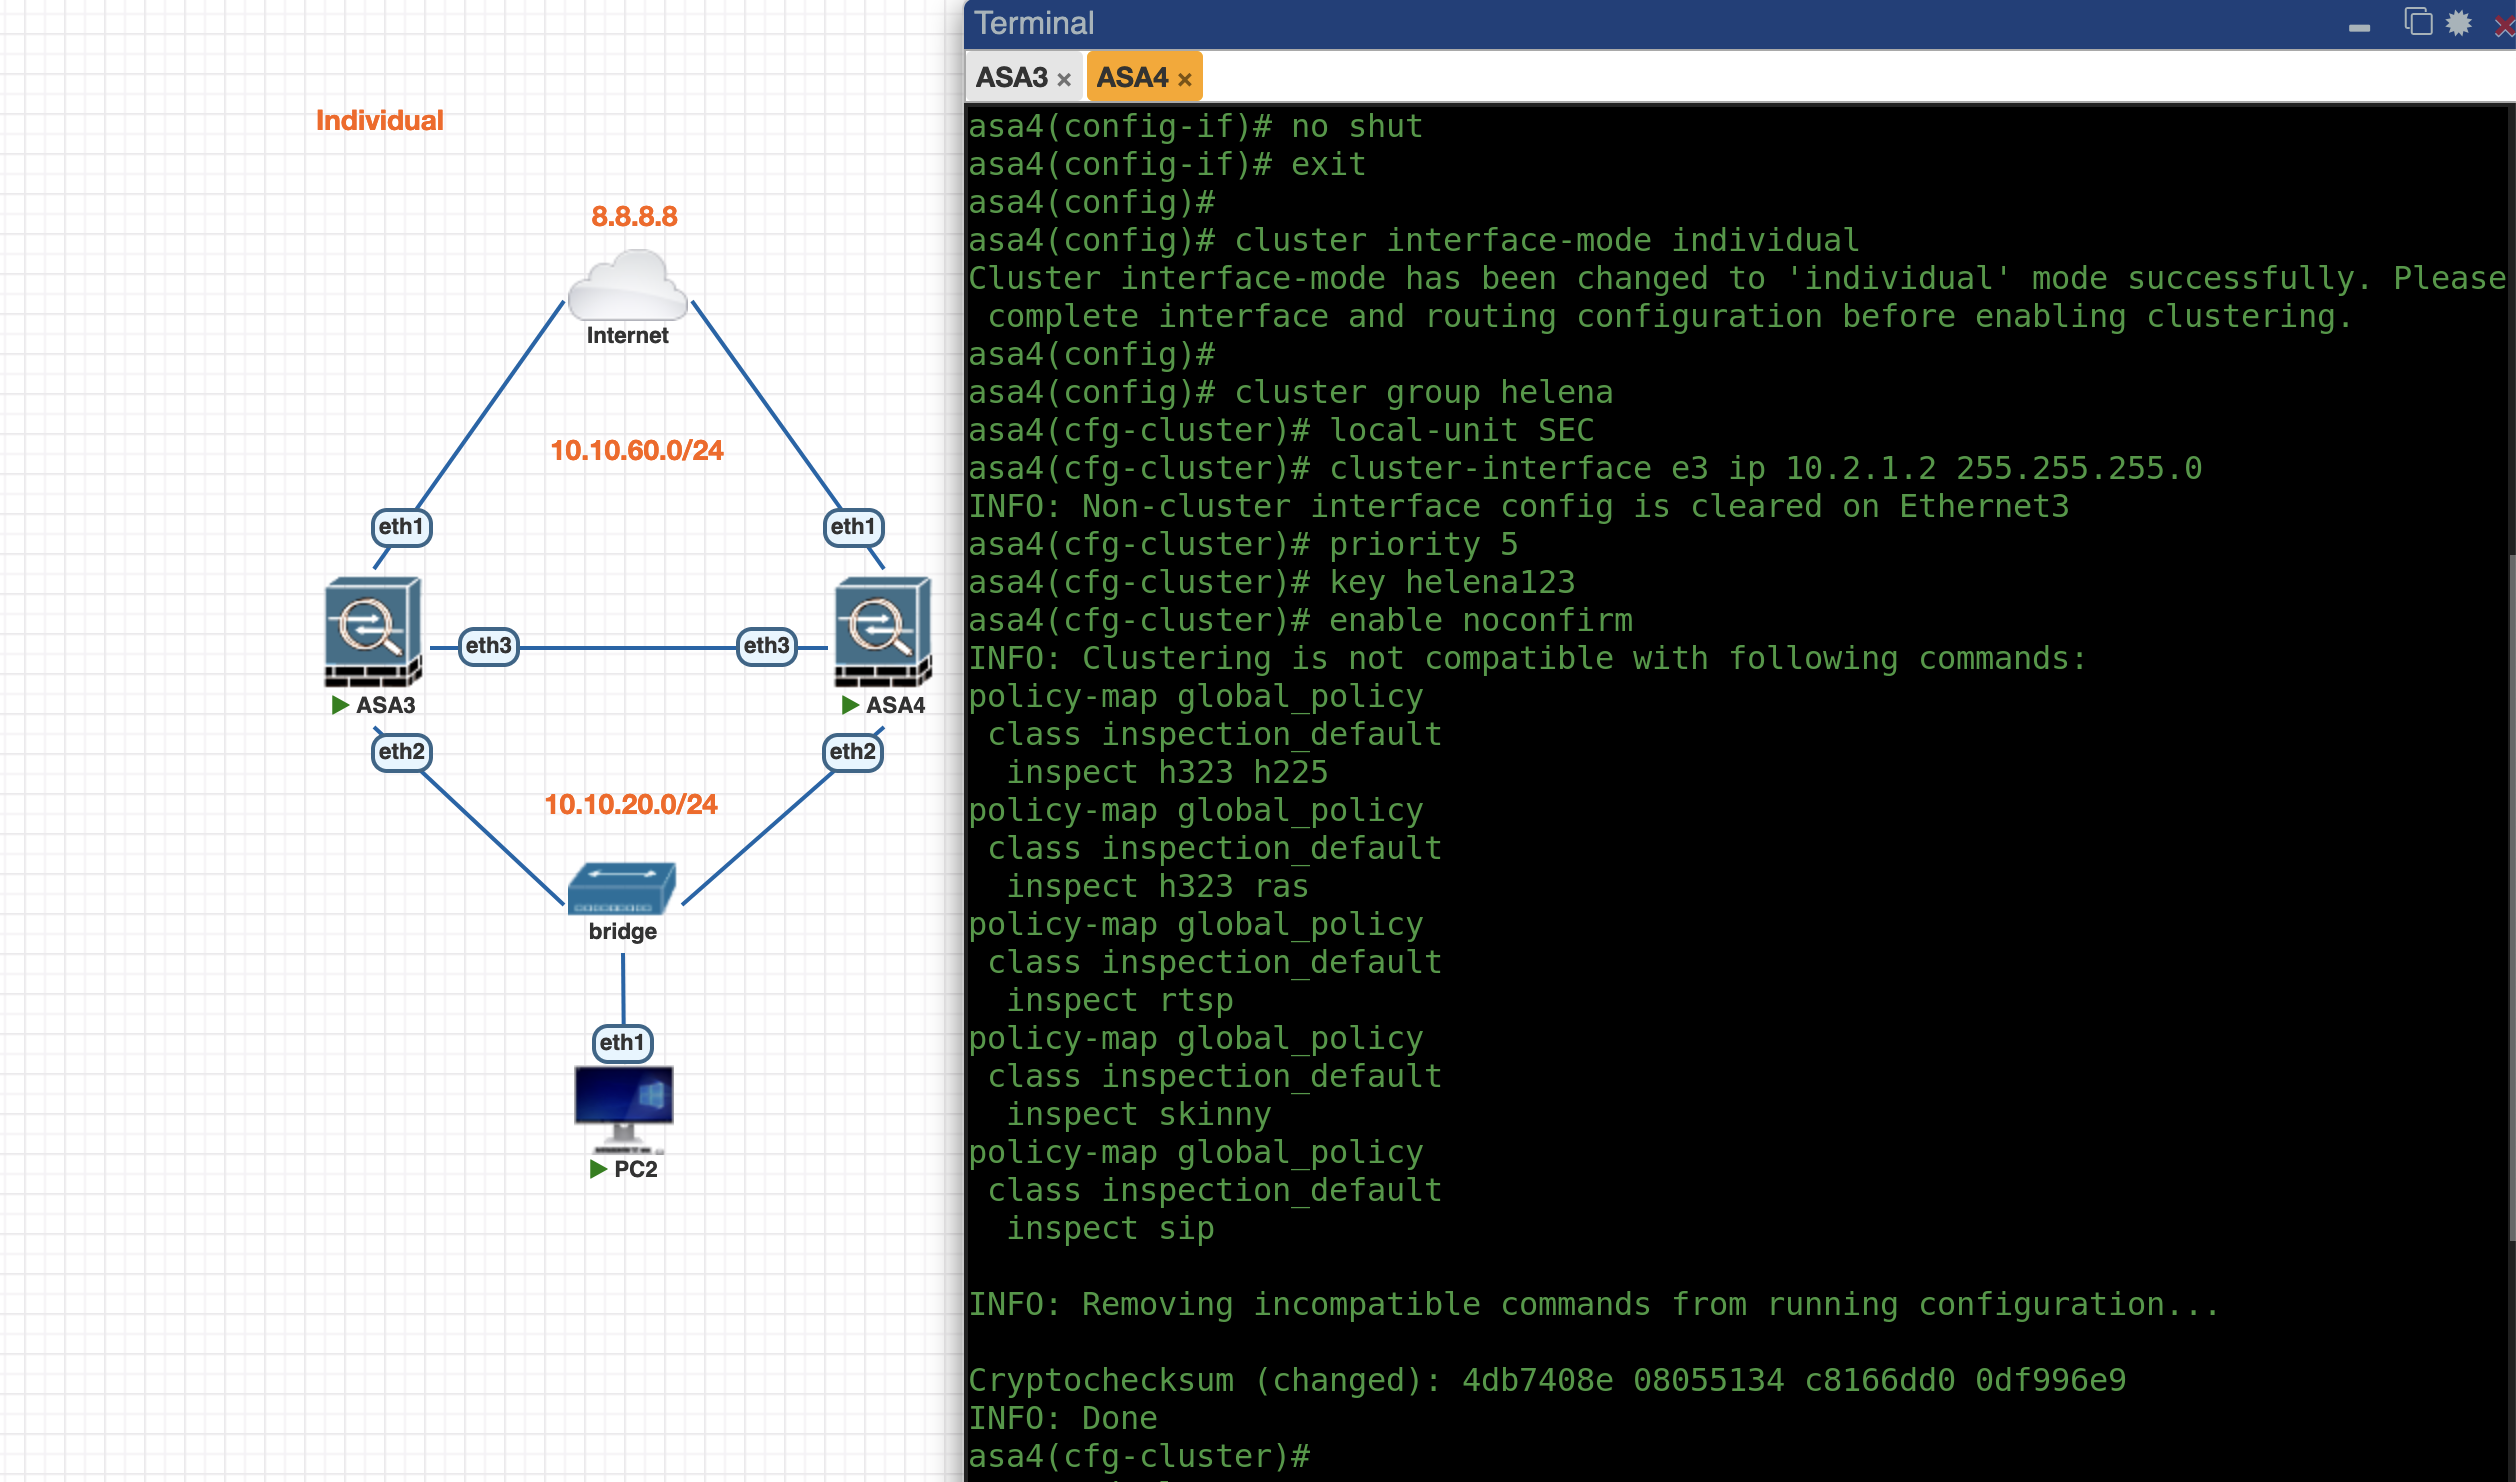 Individual
8.8.8.8
Internet
10.10.60.0/24
eth1
eth1
eth3
eth3
ASA3
ASA4
eth2
eth2
10.10.20.0/24
bridge
eth1
PC2
Terminal
ASA3 ×
ASA4 ×
asa4(config-if)# no shut
asa4(config-if)# exit
asa4(config)#
asa4(config)# cluster interface-mode individual
Cluster interface-mode has been changed to 'individual' mode successfully. Please
 complete interface and routing configuration before enabling clustering.
asa4(config)#
asa4(config)# cluster group helena
asa4(cfg-cluster)# local-unit SEC
asa4(cfg-cluster)# cluster-interface e3 ip 10.2.1.2 255.255.255.0
INFO: Non-cluster interface config is cleared on Ethernet3
asa4(cfg-cluster)# priority 5
asa4(cfg-cluster)# key helena123
asa4(cfg-cluster)# enable noconfirm
INFO: Clustering is not compatible with following commands:
policy-map global_policy
 class inspection_default
  inspect h323 h225
policy-map global_policy
 class inspection_default
  inspect h323 ras
policy-map global_policy
 class inspection_default
  inspect rtsp
policy-map global_policy
 class inspection_default
  inspect skinny
policy-map global_policy
 class inspection_default
  inspect sip
INFO: Removing incompatible commands from running configuration...
Cryptochecksum (changed): 4db7408e 08055134 c8166dd0 0df996e9
INFO: Done
asa4(cfg-cluster)#